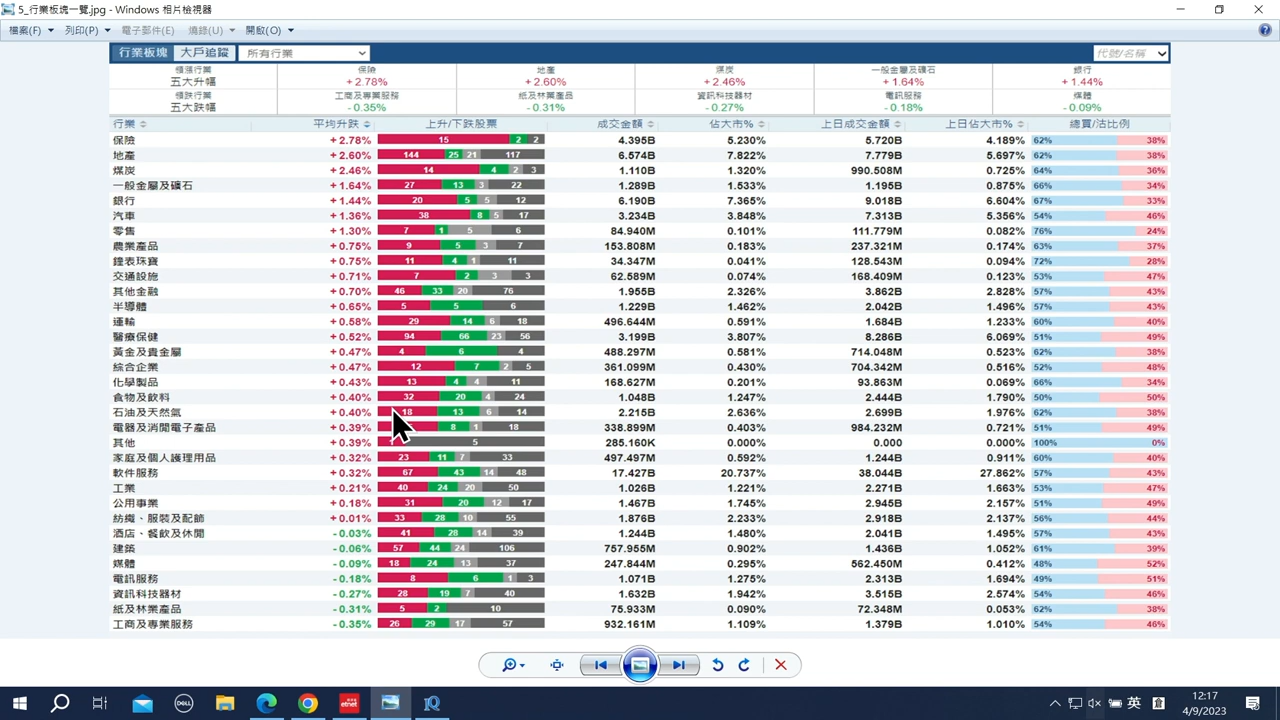 5_行業板塊一覽.jpg - Windows 相片檢視器
檔案(F) 列印(P) 電子郵件(E) 燒錄(U) 開啟(O)
行業板塊 大戶追蹤 所有行業 代號/名稱
領漲行業 保險 地產 煤炭 一般金屬及礦石 銀行
五大升幅 +2.78% +2.60% +2.46% +1.64% +1.44%
領跌行業 工商及專業服務 紙及林業產品 資訊科技器材 電訊服務 媒體
五大跌幅 -0.35% -0.31% -0.27% -0.18% -0.09%
行業 平均升跌 上升/下跌股票 成交金額 佔大市% 上日成交金額 上日佔大市% 總買/沽比例
保險 +2.78% 15 2 2 4.395B 5.230% 5.720B 4.189% 62% 38%
地產 +2.60% 144 25 21 117 6.574B 7.822% 7.779B 5.697% 62% 38%
煤炭 +2.46% 14 4 2 3 1.110B 1.320% 990.508M 0.725% 64% 36%
一般金屬及礦石 +1.64% 27 13 3 22 1.289B 1.533% 1.195B 0.875% 66% 34%
銀行 +1.44% 20 5 5 12 6.190B 7.365% 9.018B 6.604% 67% 33%
汽車 +1.36% 38 8 5 17 3.234B 3.848% 7.313B 5.356% 54% 46%
零售 +1.30% 7 1 5 6 84.940M 0.101% 111.779M 0.082% 76% 24%
農業產品 +0.75% 9 5 3 7 153.808M 0.183% 237.321M 0.174% 63% 37%
鐘表珠寶 +0.75% 11 4 1 11 34.347M 0.041% 128.543M 0.094% 72% 28%
交通設施 +0.71% 7 2 3 3 62.589M 0.074% 168.409M 0.123% 53% 47%
其他金融 +0.70% 46 33 20 76 1.955B 2.326% 3.862B 2.828% 57% 43%
半導體 +0.65% 5 5 6 1.229B 1.462% 2.042B 1.496% 57% 43%
運輸 +0.58% 29 14 6 18 496.644M 0.591% 1.684B 1.233% 60% 40%
醫療保健 +0.52% 94 66 23 56 3.199B 3.807% 8.286B 6.069% 51% 49%
黃金及貴金屬 +0.47% 4 6 4 488.297M 0.581% 714.048M 0.523% 62% 38%
綜合企業 +0.47% 12 7 2 5 361.099M 0.430% 704.342M 0.516% 52% 48%
化學製品 +0.43% 13 4 4 11 168.627M 0.201% 93.863M 0.069% 66% 34%
食物及飲料 +0.40% 32 20 4 24 1.048B 1.247% 2.444B 1.790% 50% 50%
石油及天然氣 +0.40% 18 13 6 14 2.215B 2.636% 2.699B 1.976% 62% 38%
電器及消閒電子產品 +0.39% 8 1 18 338.899M 0.403% 984.232M 0.721% 51% 49%
其他 +0.39% 1 5 285.160K 0.000% 0.000 0.000% 100% 0%
家庭及個人護理用品 +0.32% 23 11 7 33 497.497M 0.592% 1.244B 0.911% 60% 40%
軟件服務 +0.32% 67 43 14 48 17.427B 20.737% 38.044B 27.862% 57% 43%
工業 +0.21% 40 24 20 50 1.026B 1.221% 2.271B 1.663% 53% 47%
公用事業 +0.18% 31 20 12 17 1.467B 1.745% 2.945B 2.157% 51% 49%
紡織、服裝及配飾 +0.01% 33 28 10 55 1.876B 2.233% 2.918B 2.137% 56% 44%
酒店、餐飲及休閒 -0.03% 41 28 14 39 1.244B 1.480% 2.041B 1.495% 57% 43%
建築 -0.06% 57 44 24 106 757.955M 0.902% 1.436B 1.052% 61% 39%
媒體 -0.09% 18 24 13 37 247.844M 0.295% 562.450M 0.412% 48% 52%
電訊服務 -0.18% 8 6 1 3 1.071B 1.275% 2.313B 1.694% 49% 51%
資訊科技器材 -0.27% 28 19 7 40 1.632B 1.942% 3.515B 2.574% 54% 46%
紙及林業產品 -0.31% 5 2 10 75.933M 0.090% 72.348M 0.053% 62% 38%
工商及專業服務 -0.35% 26 29 17 57 932.161M 1.109% 1.379B 1.010% 54% 46%
DELL etnet IQ 英 12:17
4/9/2023